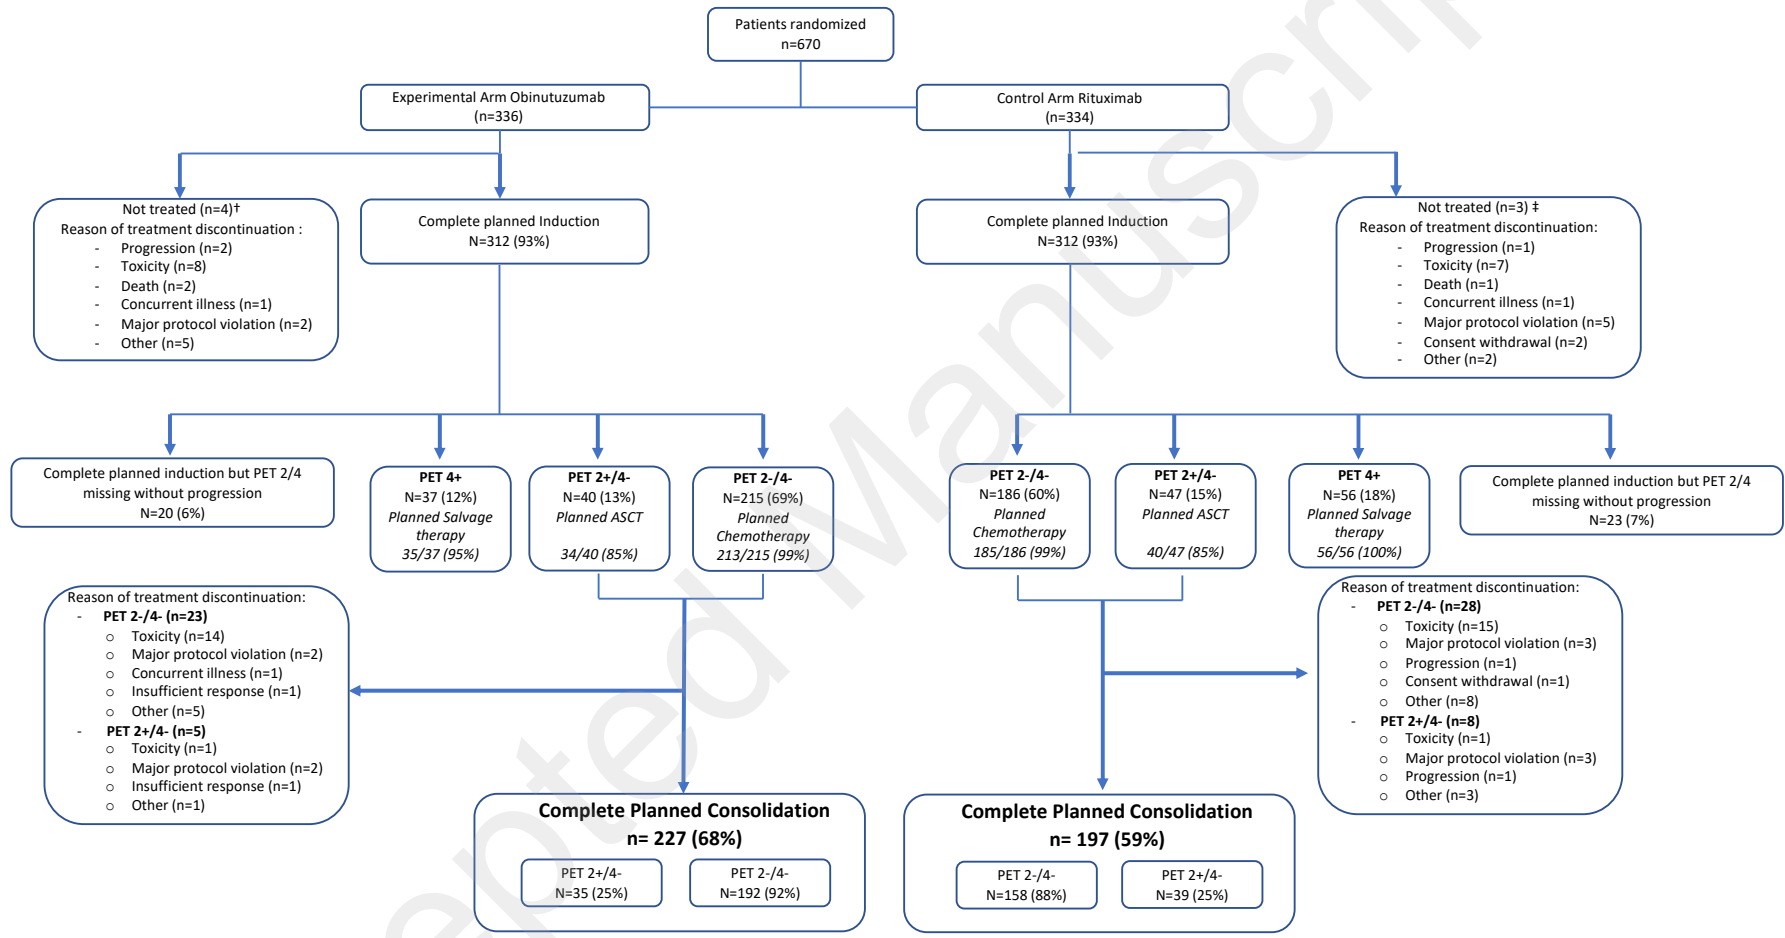 Patients randomized
n=670
Experimental Arm Obinutuzumab
(n=336)
Control Arm Rituximab
(n=334)
Not treated (n=4)†
Reason of treatment discontinuation :
- Progression (n=2)
- Toxicity (n=8)
- Death (n=2)
- Concurrent illness (n=1)
- Major protocol violation (n=2)
- Other (n=5)
Complete planned Induction
N=312 (93%)
Complete planned Induction
N=312 (93%)
Not treated (n=3) ‡
Reason of treatment discontinuation:
- Progression (n=1)
- Toxicity (n=7)
- Death (n=1)
- Concurrent illness (n=1)
- Major protocol violation (n=5)
- Consent withdrawal (n=2)
- Other (n=2)
Complete planned induction but PET 2/4
missing without progression
N=20 (6%)
PET 4+
N=37 (12%)
Planned Salvage
therapy
35/37 (95%)
PET 2+/4-
N=40 (13%)
Planned ASCT
34/40 (85%)
PET 2-/4-
N=215 (69%)
Planned
Chemotherapy
213/215 (99%)
PET 2-/4-
N=186 (60%)
Planned
Chemotherapy
185/186 (99%)
PET 2+/4-
N=47 (15%)
Planned ASCT
40/47 (85%)
PET 4+
N=56 (18%)
Planned Salvage
therapy
56/56 (100%)
Complete planned induction but PET 2/4
missing without progression
N=23 (7%)
Reason of treatment discontinuation:
- PET 2-/4- (n=23)
o Toxicity (n=14)
o Major protocol violation (n=2)
o Concurrent illness (n=1)
o Insufficient response (n=1)
o Other (n=5)
- PET 2+/4- (n=5)
o Toxicity (n=1)
o Major protocol violation (n=2)
o Insufficient response (n=1)
o Other (n=1)
Reason of treatment discontinuation:
- PET 2-/4- (n=28)
o Toxicity (n=15)
o Major protocol violation (n=3)
o Progression (n=1)
o Consent withdrawal (n=1)
o Other (n=8)
- PET 2+/4- (n=8)
o Toxicity (n=1)
o Major protocol violation (n=3)
o Progression (n=1)
o Other (n=3)
Complete Planned Consolidation
n= 227 (68%)
PET 2+/4-
N=35 (25%)
PET 2-/4-
N=192 (92%)
Complete Planned Consolidation
n= 197 (59%)
PET 2-/4-
N=158 (88%)
PET 2+/4-
N=39 (25%)
epted Manuscrip